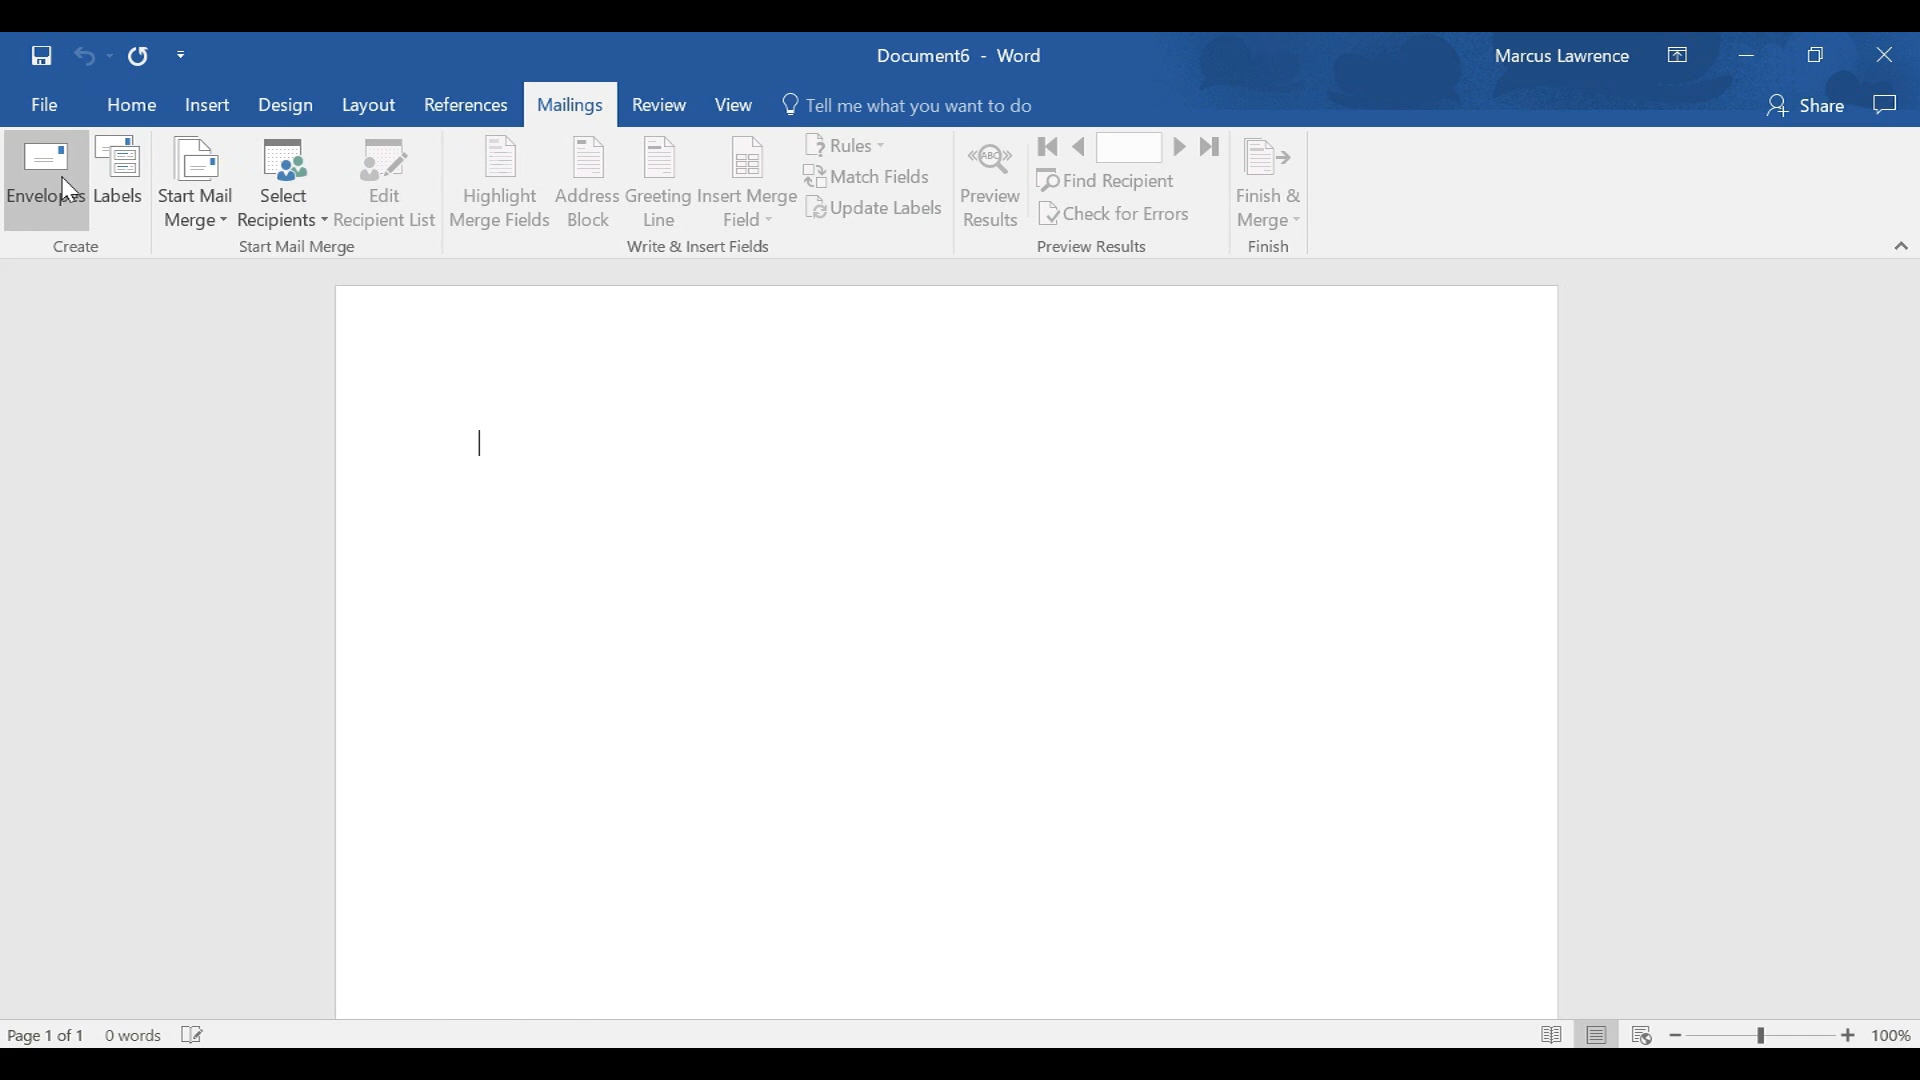 Document6 - Word
Marcus Lawrence
File Home Insert Design Layout References Mailings Review View Tell me what you want to do
Share
Envelopes Labels
Create
Start Mail Merge
Select Recipients
Edit Recipient List
Start Mail Merge
Highlight Merge Fields
Address Block
Greeting Line
Insert Merge Field
Rules
Match Fields
Update Labels
Write & Insert Fields
«ABC»
Preview Results
Find Recipient
Check for Errors
Preview Results
Finish & Merge
Finish
Page 1 of 1 0 words
100%